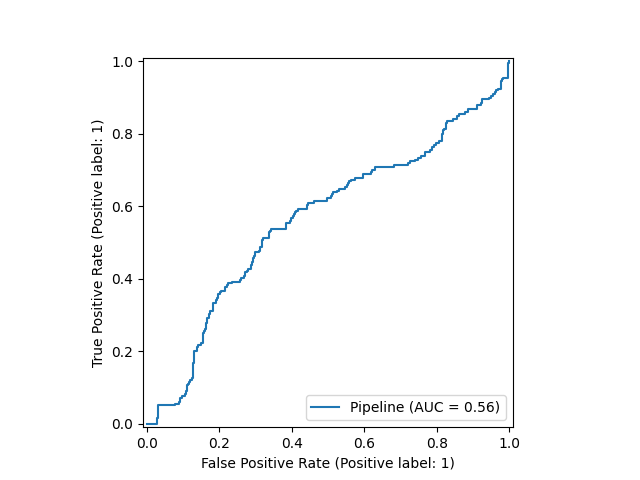 1.0
0.8
0.6
0.4
0.2
0.0
True Positive Rate (Positive label: 1)
Pipeline (AUC = 0.56)
0.0 0.2 0.4 0.6 0.8 1.0
False Positive Rate (Positive label: 1)